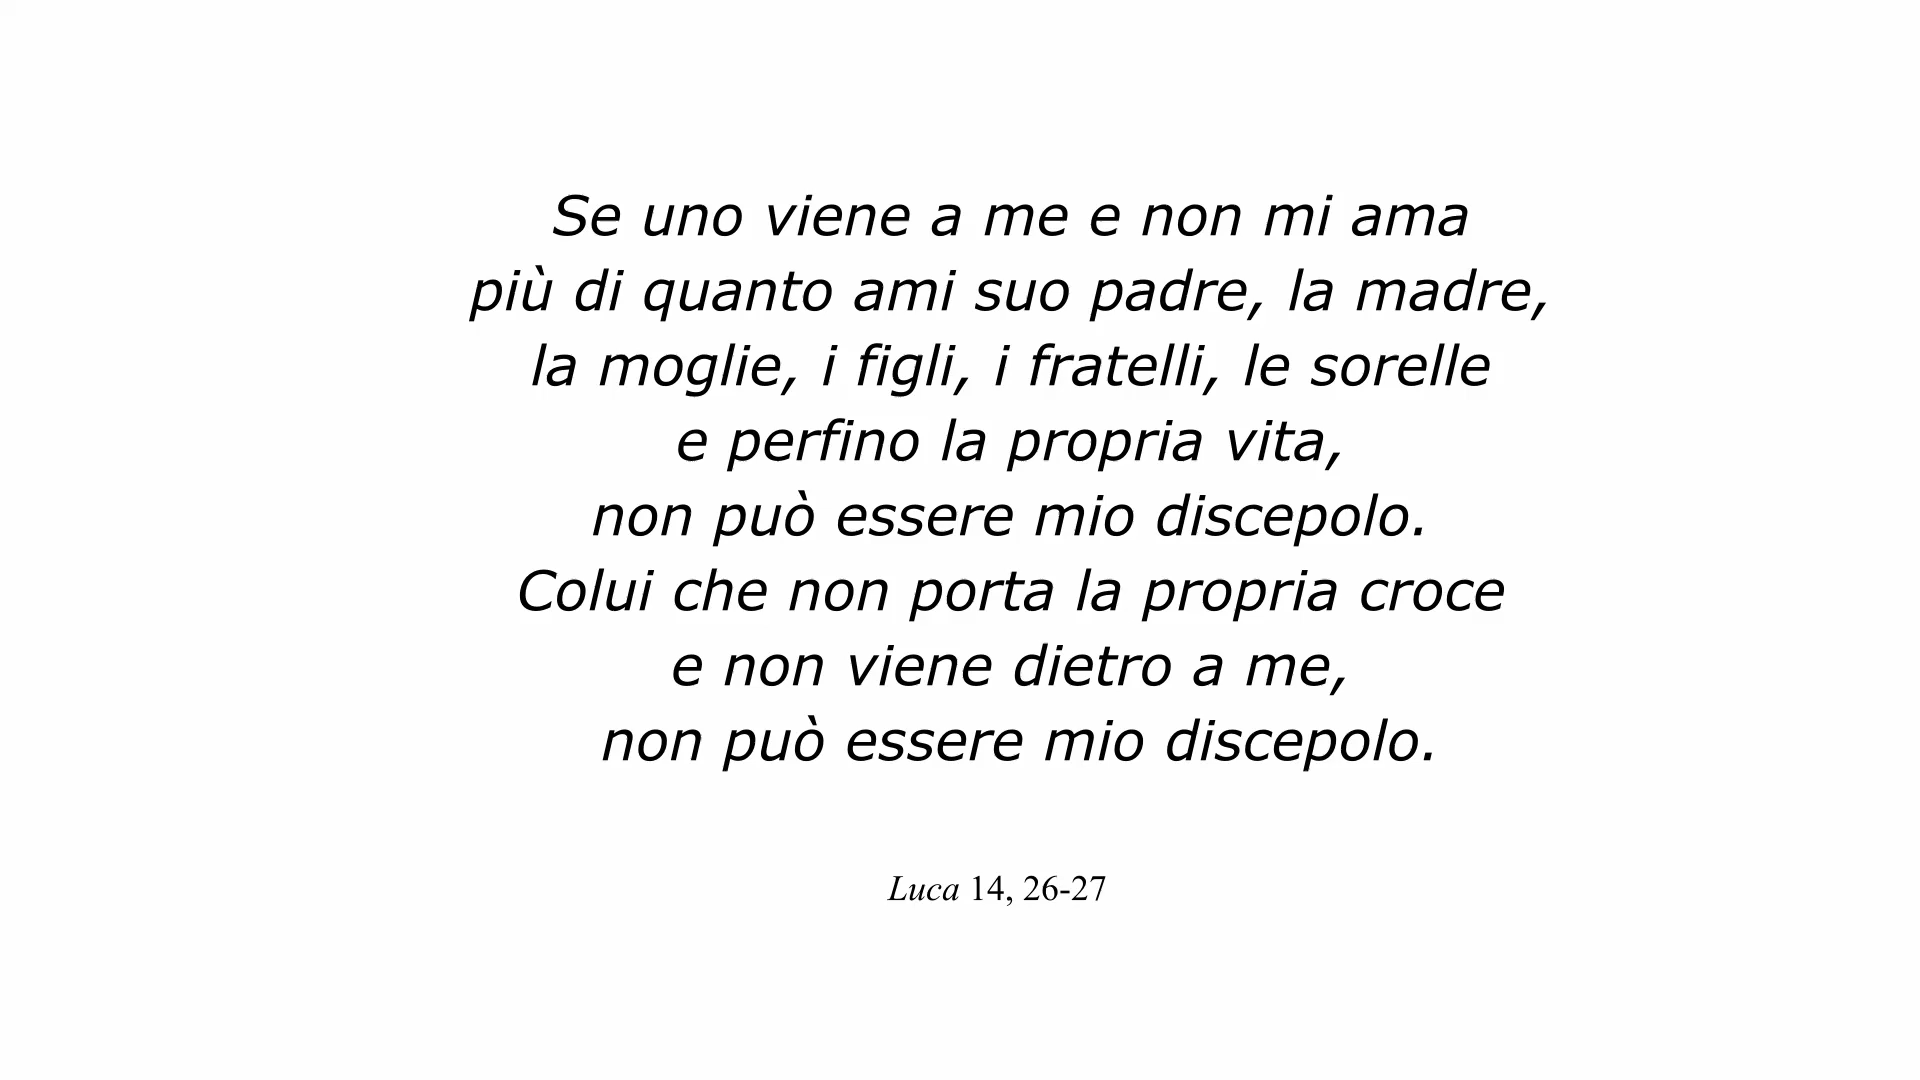 Se uno viene a me e non mi ama
più di quanto ami suo padre, la madre,
la moglie, i figli, i fratelli, le sorelle
e perfino la propria vita,
non può essere mio discepolo.
Colui che non porta la propria croce
e non viene dietro a me,
non può essere mio discepolo.
Luca 14, 26-27